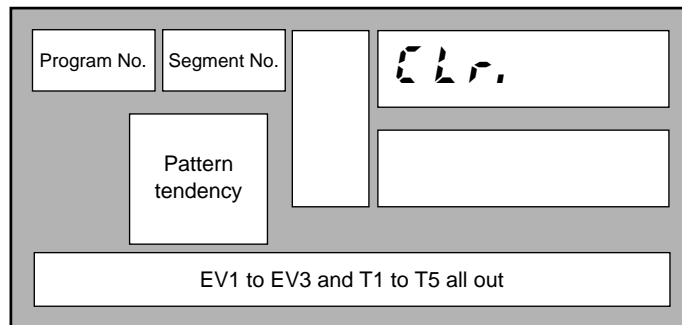 Program No.
Segment No.
CLr.
Pattern
tendency
EV1 to EV3 and T1 to T5 all out